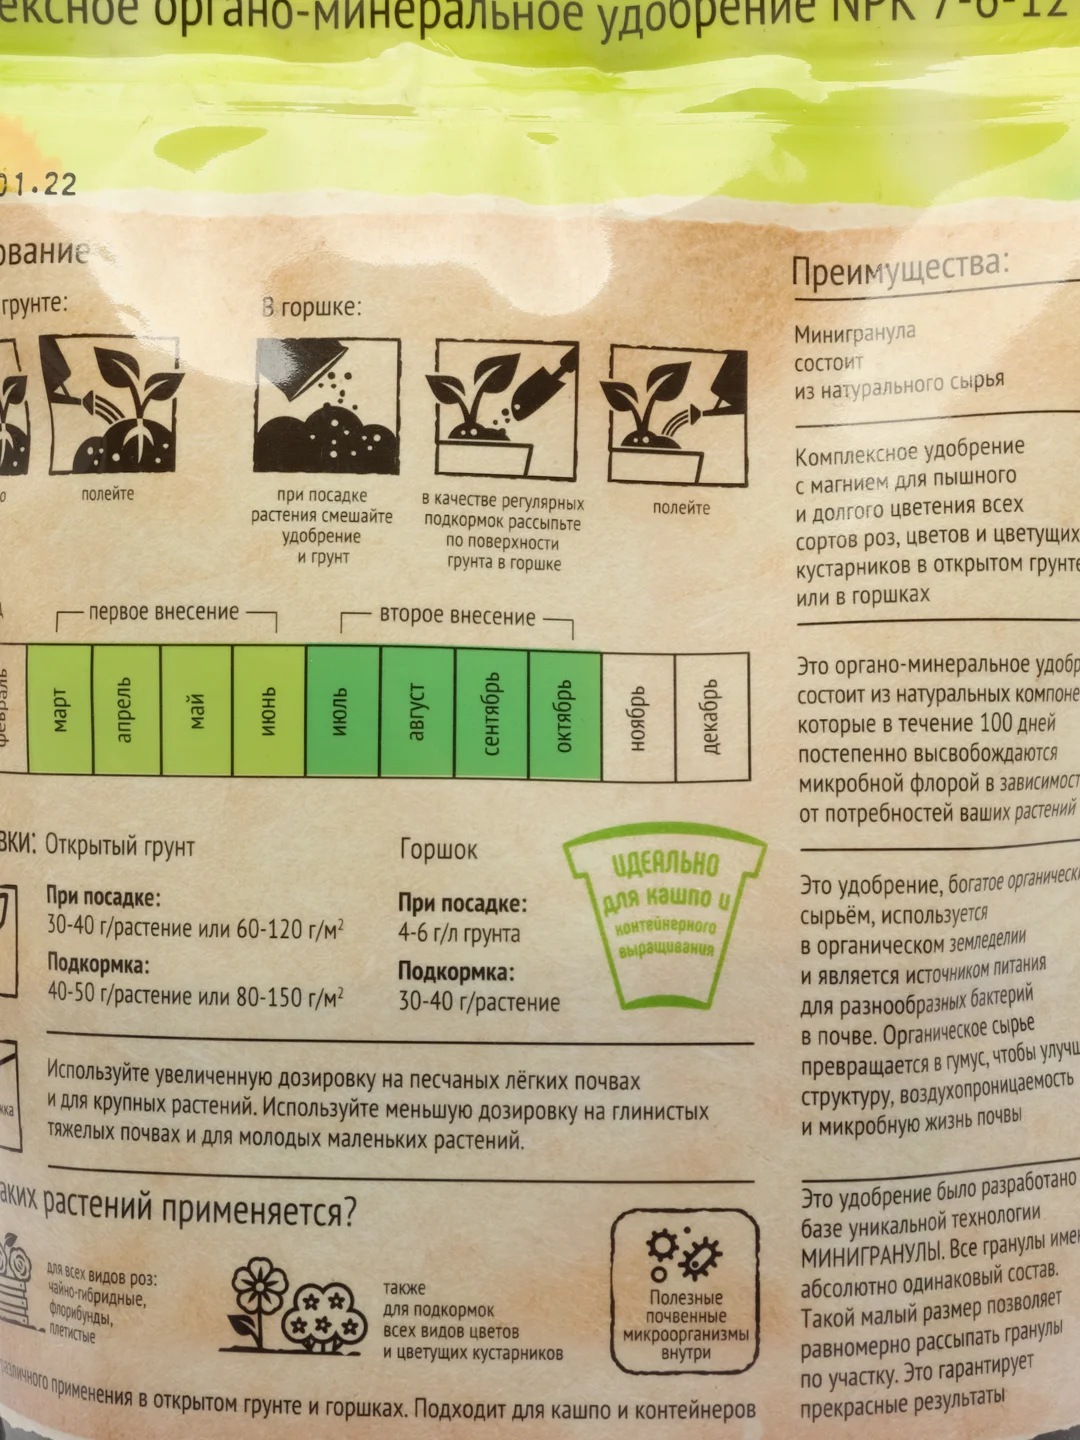 органо-минеральное удобрение NPK 7-6-12
01.22
грунте:
В горшке:
полейте
при посадке
растения смешайте
удобрение
и грунт
в качестве регулярных
подкормок рассыпьте
по поверхности
грунта в горшке
полейте
первое внесение
второе внесение
февраль
март
апрель
май
июнь
июль
август
сентябрь
октябрь
ноябрь
декабрь
Открытый грунт
При посадке:
30-40 г/растение или 60-120 г/м²
Подкормка:
40-50 г/растение или 80-150 г/м²
Горшок
При посадке:
4-6 г/л грунта
Подкормка:
30-40 г/растение
ИДЕАЛЬНО
для кашпо и
контейнерного
выращивания
Используйте увеличенную дозировку на песчаных лёгких почвах
и для крупных растений. Используйте меньшую дозировку на глинистых
тяжелых почвах и для молодых маленьких растений.
растений применяется?
для всех видов роз:
чайно-гибридные,
флорибунды,
плетистые
также
для подкормок
всех видов цветов
и цветущих кустарников
Полезные
почвенные
микроорганизмы
внутри
различного применения в открытом грунте и горшках. Подходит для кашпо и контейнеров
Преимущества:
Минигранула
состоит
из натурального сырья
Комплексное удобрение
с магнием для пышного
и долгого цветения всех
сортов роз, цветов и цветущих
кустарников в открытом грунте
или в горшках
Это органо-минеральное удобр
состоит из натуральных компоне
которые в течение 100 дней
постепенно высвобождаются
микробной флорой в зависимост
от потребностей ваших растений
Это удобрение, богатое органически
сырьём, используется
в органическом земледелии
и является источником питания
для разнообразных бактерий
в почве. Органическое сырье
превращается в гумус, чтобы улучш
структуру, воздухопроницаемость
и микробную жизнь почвы
Это удобрение было разработано
базе уникальной технологии
МИНИГРАНУЛЫ. Все гранулы име
абсолютно одинаковый состав.
Такой малый размер позволяет
равномерно рассыпать гранулы
по участку. Это гарантирует
прекрасные результаты